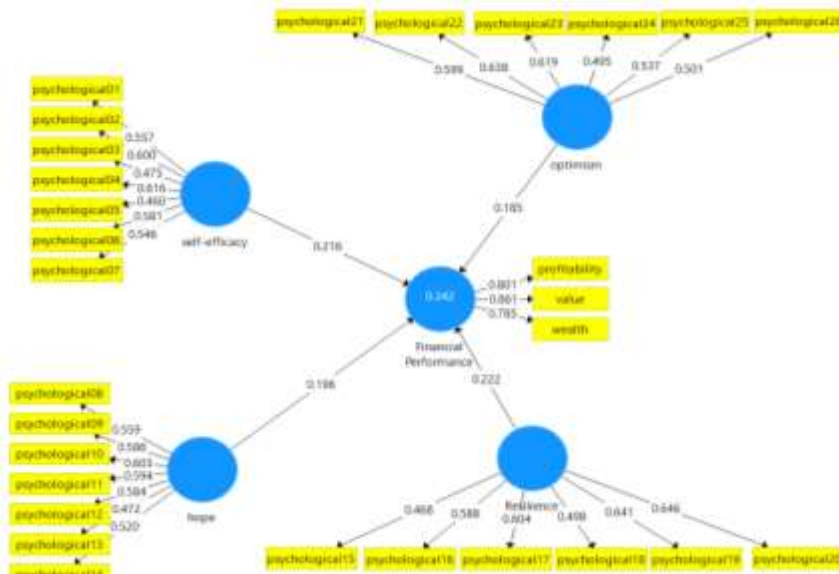 psychological21
psychological22
psychological23
psychological24
psychological25
0.638
0.619
0.495
0.537
0.501
optimism
0.185
psychological01
psychological02
psychological03
psychological04
psychological05
psychological06
psychological07
0.557
0.600
0.475
0.616
0.460
0.581
0.546
self-efficacy
0.216
0.242
Financial
Performance
0.801
0.861
0.785
profitability
value
wealth
0.196
0.222
psychological08
psychological09
psychological10
psychological11
psychological12
psychological13
0.559
0.586
0.603
0.594
0.584
0.472
0.520
hope
Resilience
0.468
0.588
0.604
0.498
0.641
0.646
psychological15
psychological16
psychological17
psychological18
psychological19
psychological20